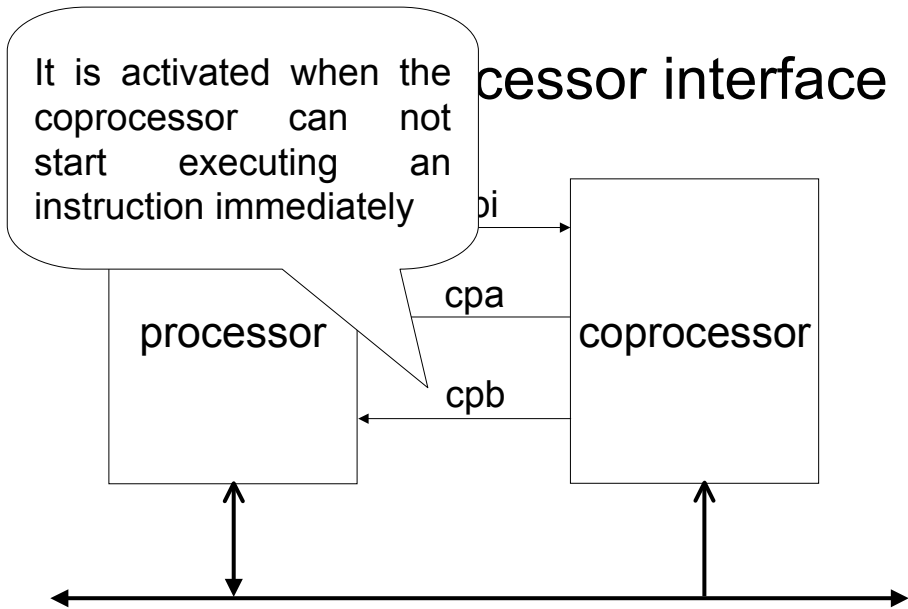 It is activated when the
coprocessor can not
start executing an
instruction immediately
cessor interface
pi
cpa
processor
coprocessor
cpb